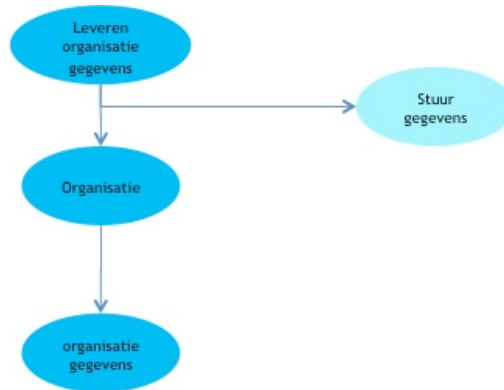 Leveren
organisatie
gegevens
Stuur
gegevens
Organisatie
organisatie
gegevens